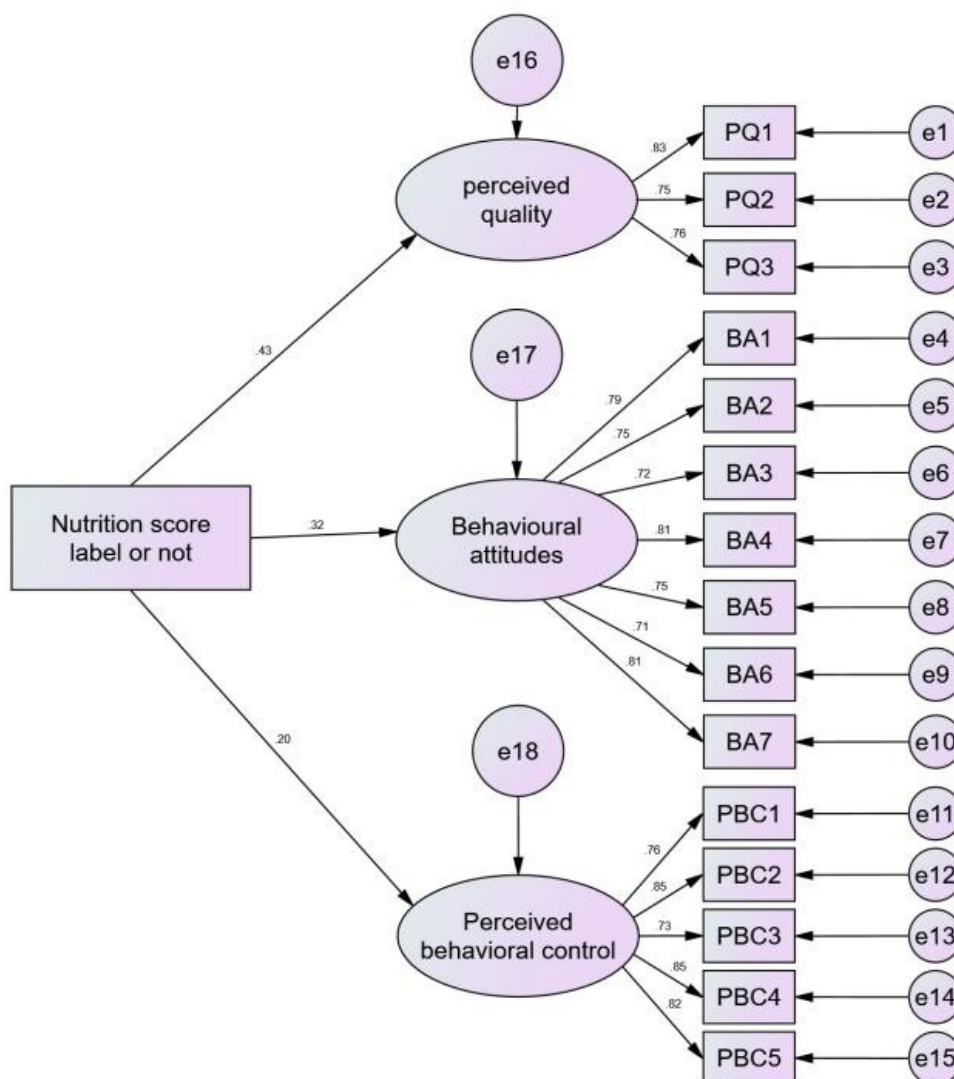 e16
perceived
quality
.83
PQ1
e1
.75
PQ2
e2
.76
PQ3
e3
.43
e17
.79
BA1
e4
.75
BA2
e5
.72
BA3
e6
Nutrition score
label or not
.32
Behavioural
attitudes
.81
BA4
e7
.75
BA5
e8
.71
BA6
e9
.81
BA7
e10
.20
e18
.76
PBC1
e11
.85
PBC2
e12
Perceived
behavioral control
.73
PBC3
e13
.85
PBC4
e14
.82
PBC5
e15